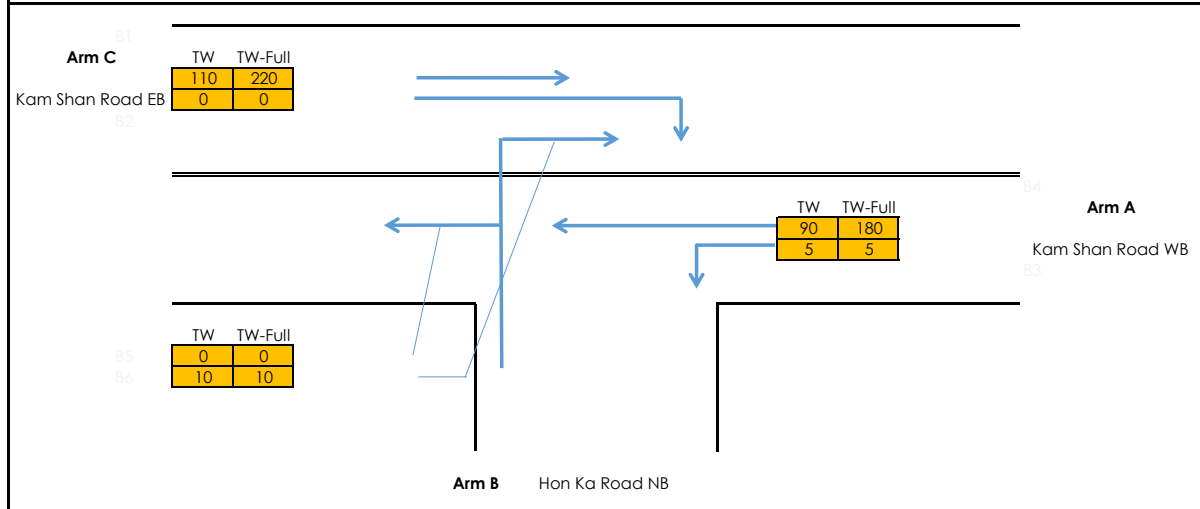 B1
Arm C TW TW-Full
110 220
Kam Shan Road EB 0 0
B2
B4
TW TW-Full Arm A
90 180
5 5 Kam Shan Road WB
B3
TW TW-Full
B5 0 0
B6 10 10
Arm B Hon Ka Road NB